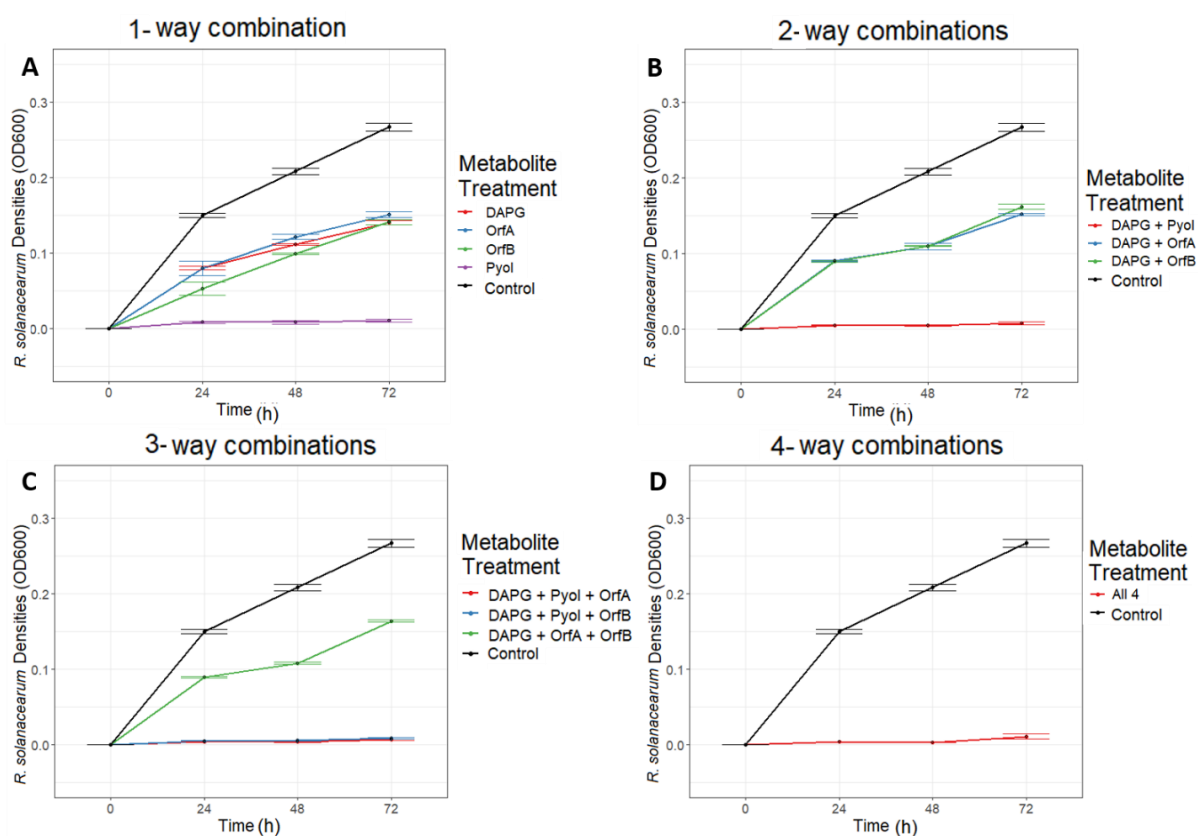 1- way combination
A
R. solanacearum Densities (OD600)
0.3
0.2
0.1
0.0
0
24
48
72
Time (h)
Metabolite
Treatment
DAPG
OrfA
OrfB
Pyol
Control
2- way combinations
B
R. solanacearum Densities (OD600)
0.3
0.2
0.1
0.0
0
24
48
72
Time (h)
Metabolite
Treatment
DAPG + Pyol
DAPG + OrfA
DAPG + OrfB
Control
3- way combinations
C
R. solanacearum Densities (OD600)
0.3
0.2
0.1
0.0
0
24
48
72
Time (h)
Metabolite
Treatment
DAPG + Pyol + OrfA
DAPG + Pyol + OrfB
DAPG + OrfA + OrfB
Control
4- way combinations
D
R. solanacearum Densities (OD600)
0.3
0.2
0.1
0.0
0
24
48
72
Time (h)
Metabolite
Treatment
All 4
Control